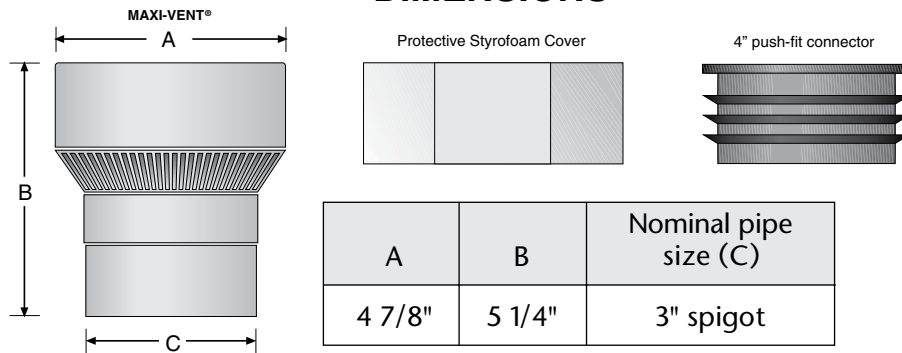 MAXI-VENT®
A
B
C
Protective Styrofoam Cover
4” push-fit connector
A B Nominal pipe
size (C)
4 7/8" 5 1/4" 3" spigot